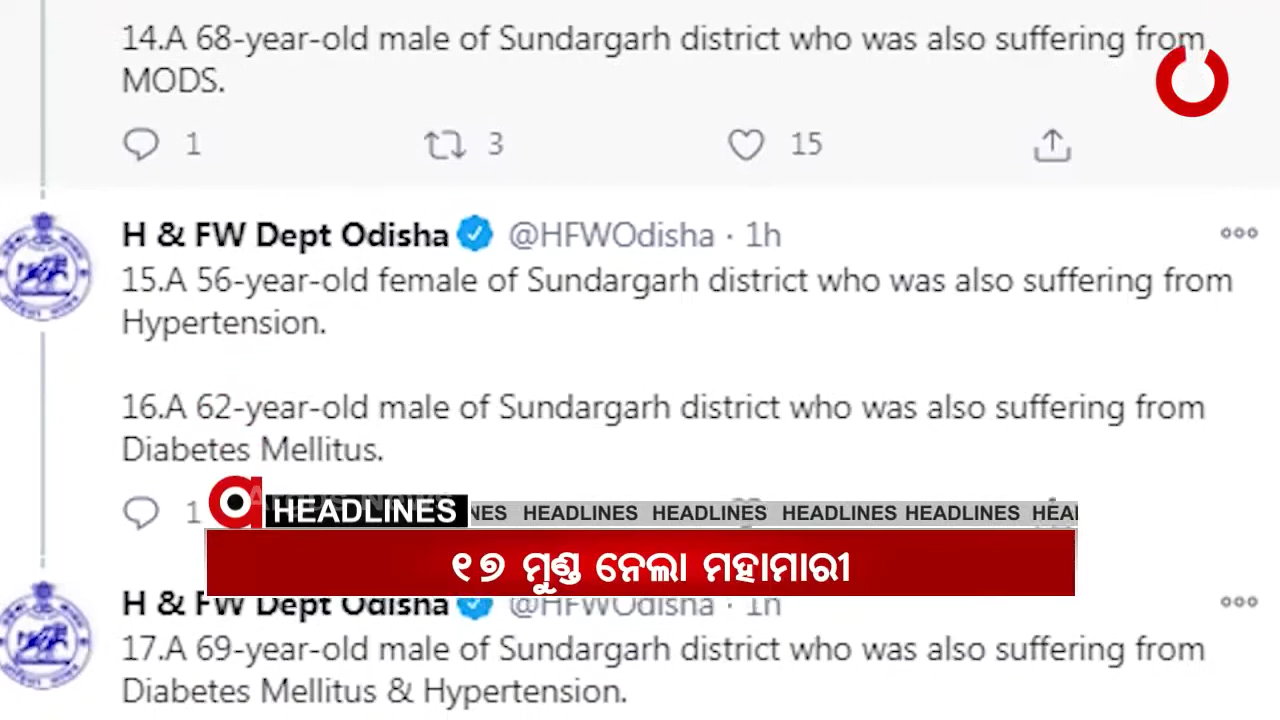 14.A 68-year-old male of Sundargarh district who was also suffering from
MODS.
1 3 15
H & FW Dept Odisha @HFWOdisha · 1h
15.A 56-year-old female of Sundargarh district who was also suffering from
Hypertension.
16.A 62-year-old male of Sundargarh district who was also suffering from
Diabetes Mellitus.
1
HEADLINES NES HEADLINES HEADLINES HEADLINES HEADLINES HEAD
୧୭ ମୁଣ୍ଡ ନେଲା ମହାମାରୀ
H & FW Dept Odisha @HFWOdisha · 1h
17.A 69-year-old male of Sundargarh district who was also suffering from
Diabetes Mellitus & Hypertension.